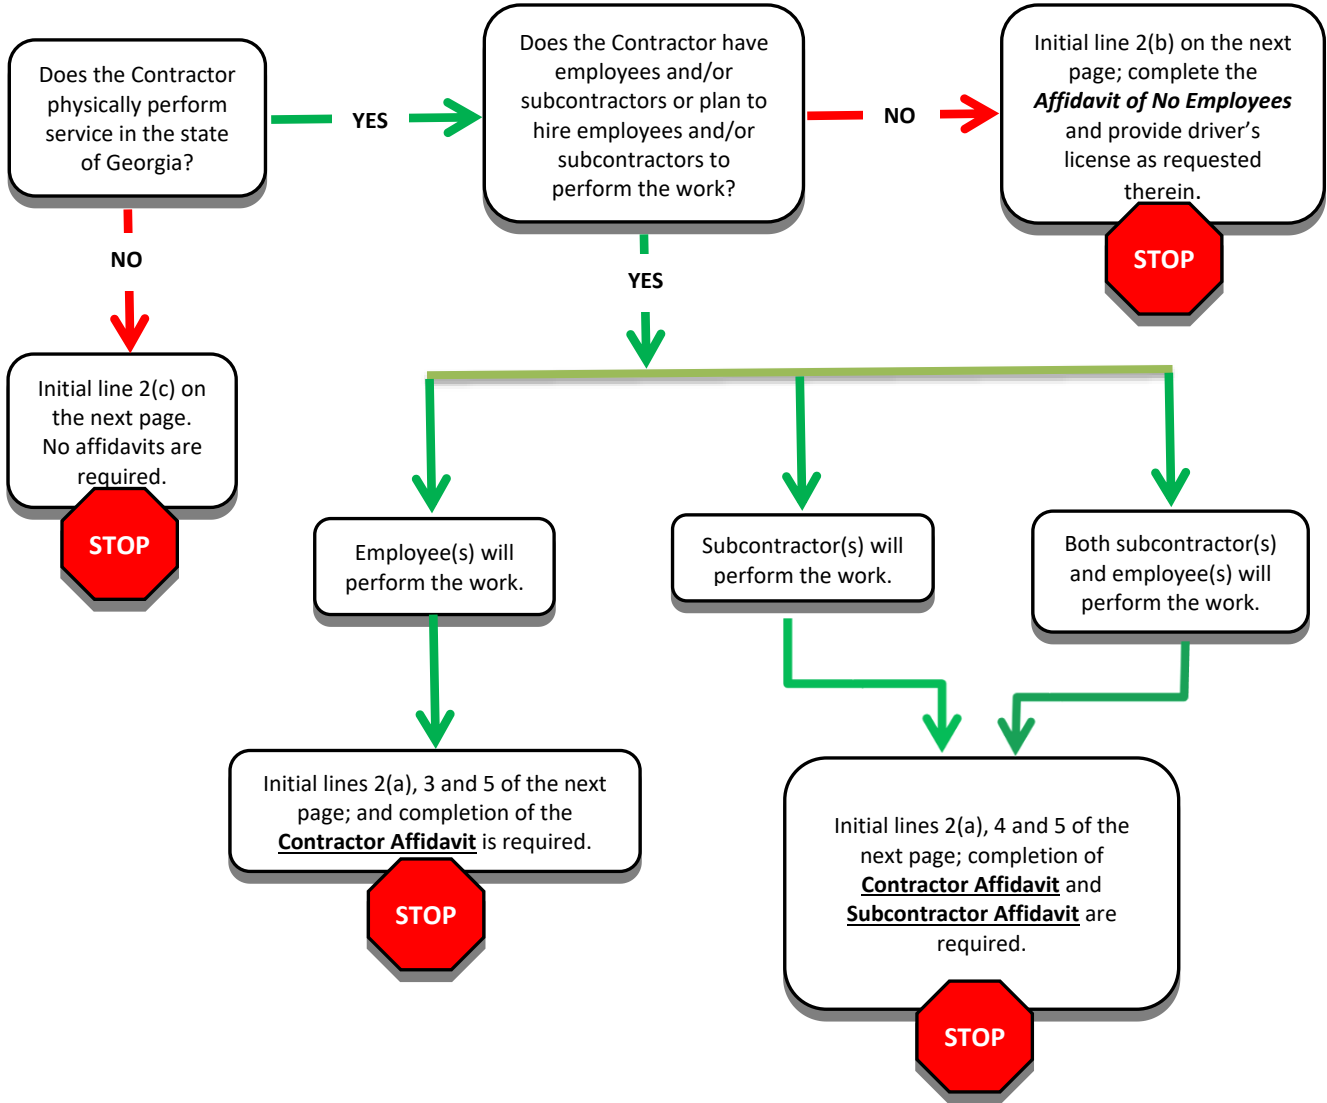 Does the Contractor
physically perform
service in the state
of Georgia?
YES
Does the Contractor have
employees and/or
subcontractors or plan to
hire employees and/or
subcontractors to
perform the work?
NO
Initial line 2(b) on the next
page; complete the
Affidavit of No Employees
and provide driver’s
license as requested
therein.
STOP
NO
YES
Initial line 2(c) on
the next page.
No affidavits are
required.
STOP
Employee(s) will
perform the work.
Subcontractor(s) will
perform the work.
Both subcontractor(s)
and employee(s) will
perform the work.
Initial lines 2(a), 3 and 5 of the next
page; and completion of the
Contractor Affidavit is required.
STOP
Initial lines 2(a), 4 and 5 of the
next page; completion of
Contractor Affidavit and
Subcontractor Affidavit are
required.
STOP